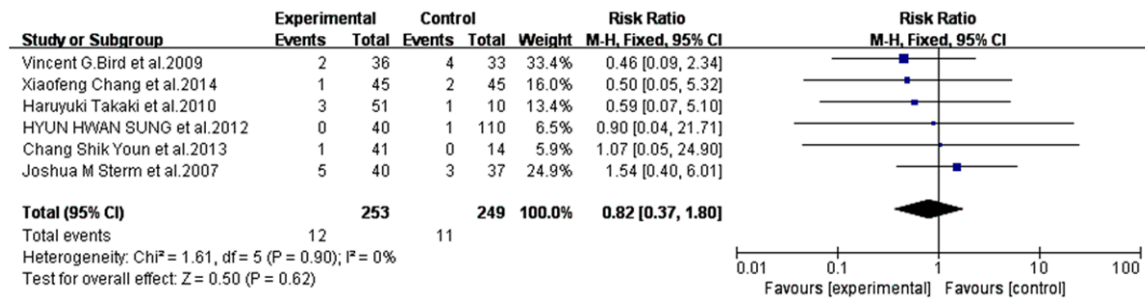 Experimental Control Risk Ratio Risk Ratio
Study or Subgroup Events Total Events Total Weight M-H, Fixed, 95% CI M-H, Fixed, 95% CI
Vincent G.Bird et al.2009 2 36 4 33 33.4% 0.46 [0.09, 2.34]
Xiaofeng Chang et.2014 1 45 2 45 16.0% 0.50 [0.05, 5.32]
Haruyuki Takaki et.2010 3 51 1 10 13.4% 0.59 [0.07, 5.10]
HYUN HWAN SUNG et.2012 0 40 1 110 6.5% 0.90 [0.04, 21.71]
Chang Shik Youn et.2013 1 41 0 14 5.9% 1.07 [0.05, 24.90]
Joshua M Sterm et.2007 5 40 3 37 24.9% 1.54 [0.40, 6.01]
Total (95% CI) 253 249 100.0% 0.82 [0.37, 1.80]
Total events 12 11
Heterogeneity: Chi² = 1.61, df = 5 (P = 0.90); I² = 0%
Test for overall effect: Z = 0.50 (P = 0.62)
0.01 0.1 1 10 100
Favours [experimental] Favours [control]